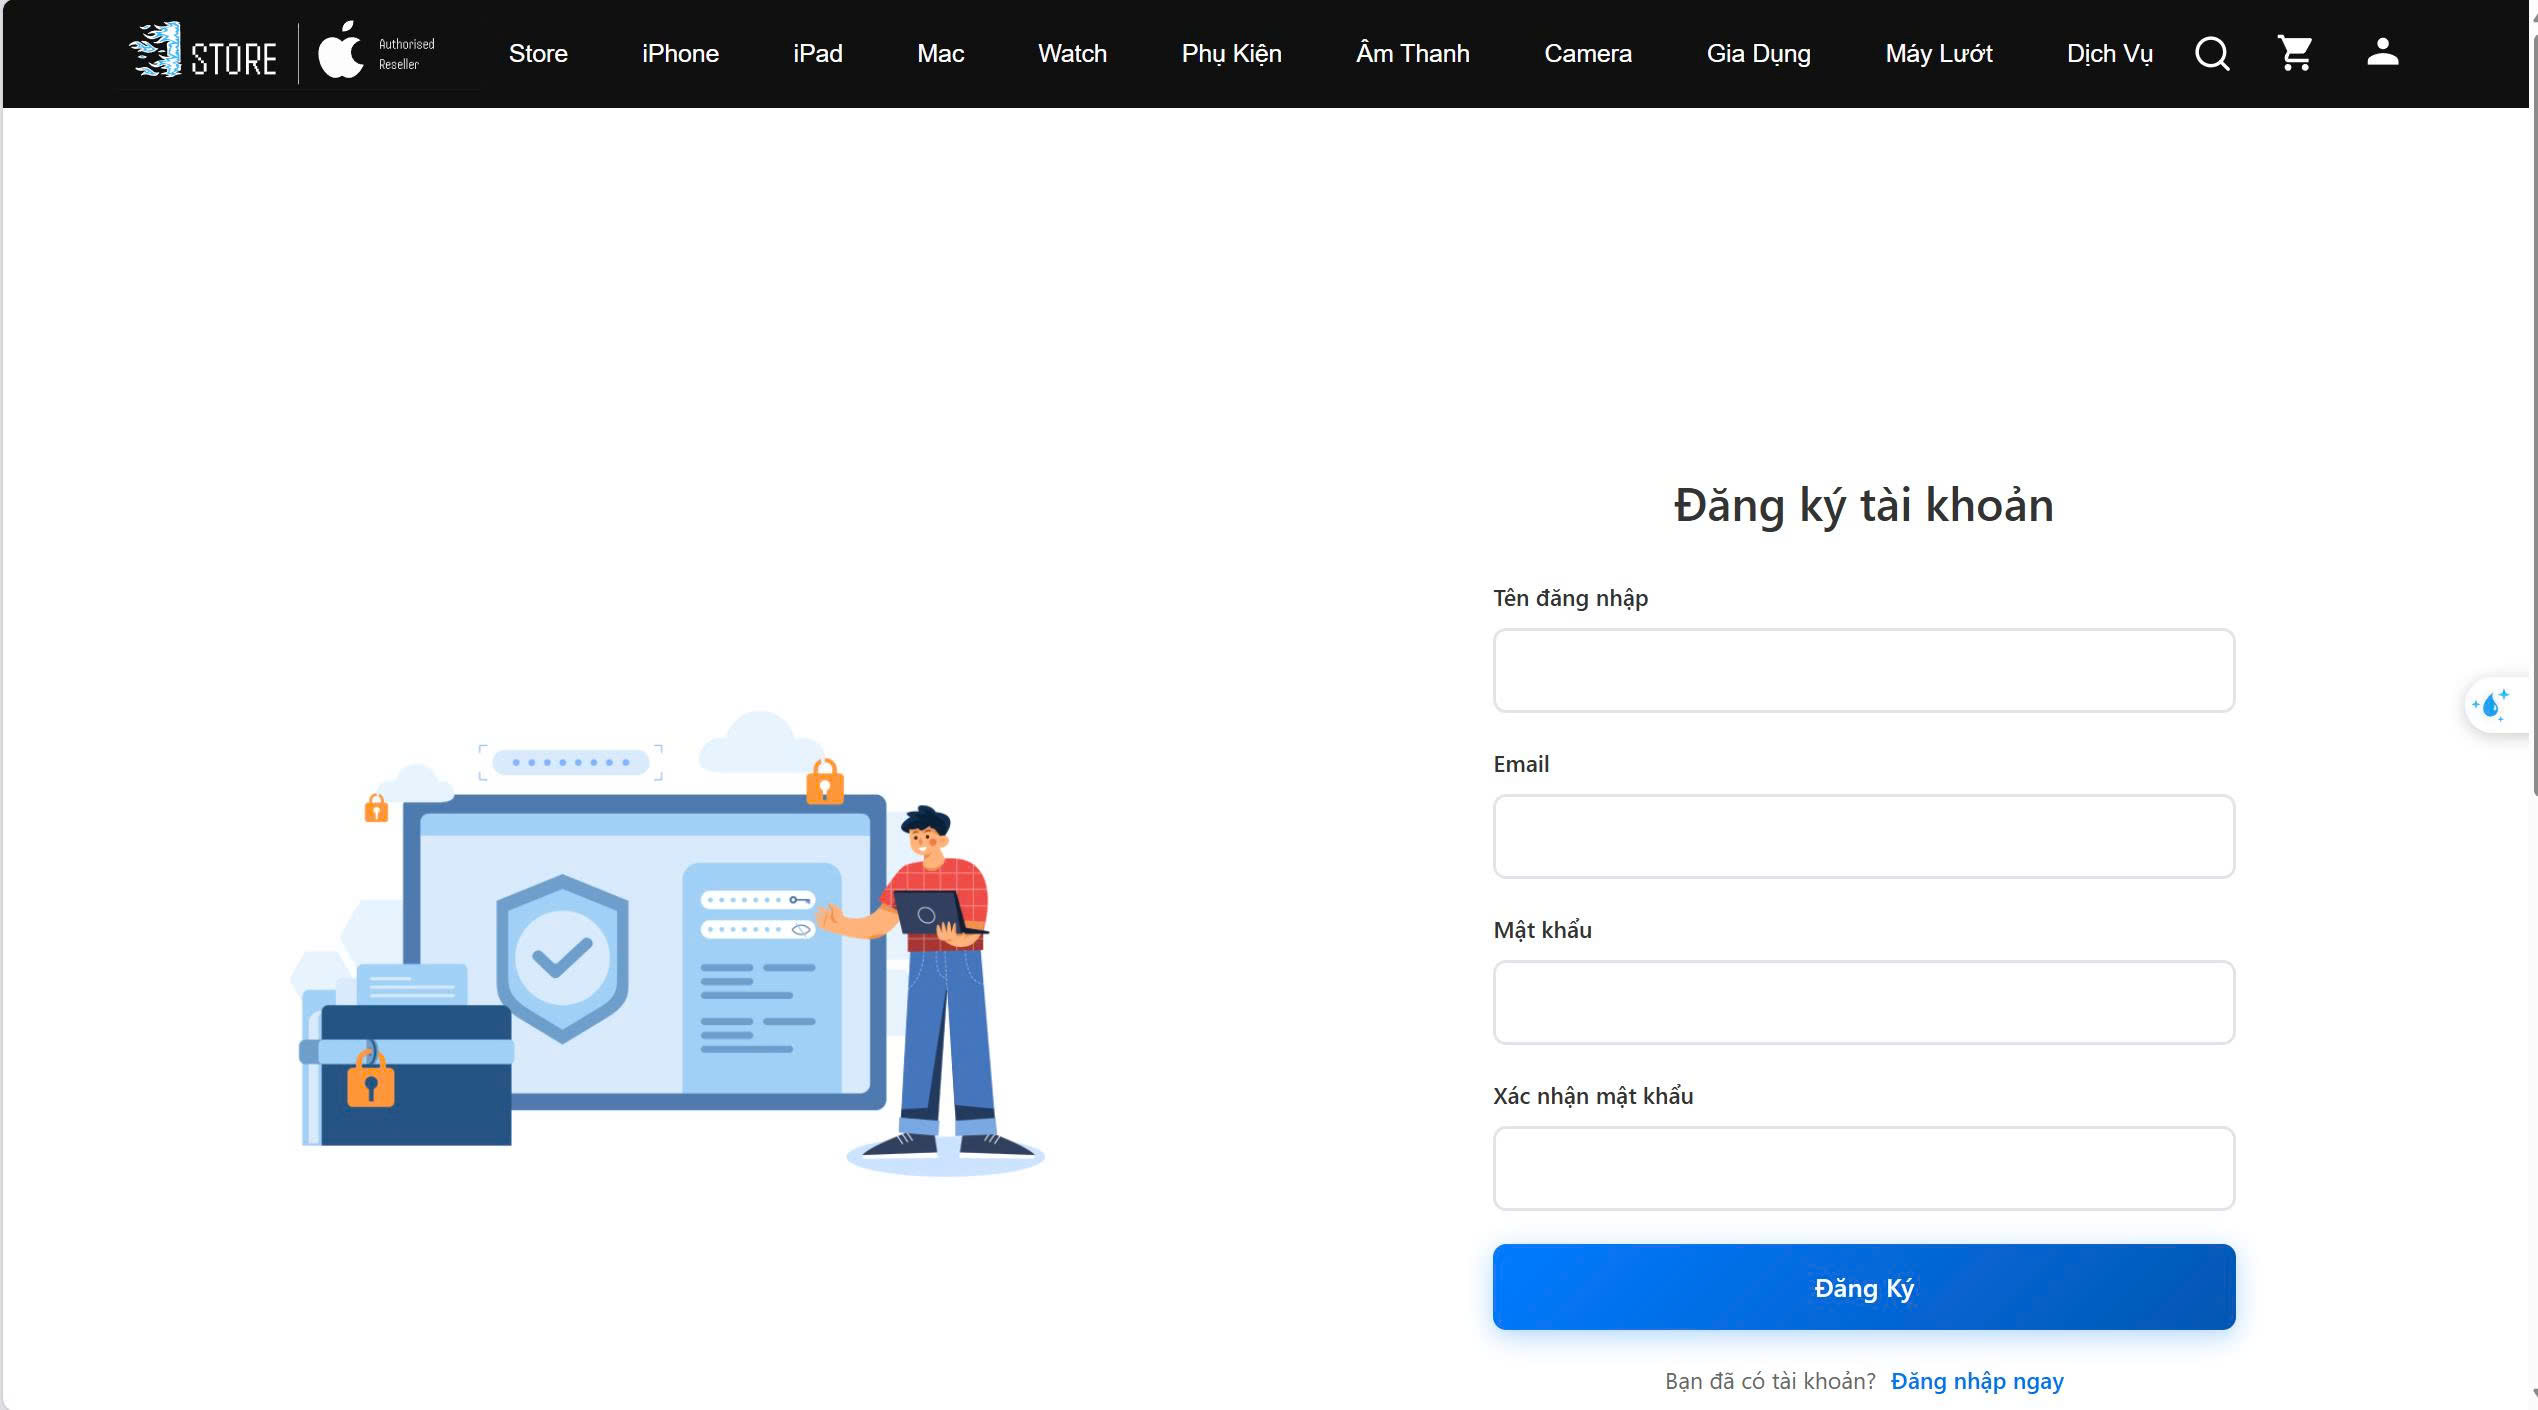 STORE
Authorised
Reseller
Store iPhone iPad Mac Watch Phụ Kiện Âm Thanh Camera Gia Dụng Máy Lướt Dịch Vụ
Đăng ký tài khoản
Tên đăng nhập
Email
Mật khẩu
Xác nhận mật khẩu
Đăng Ký
Bạn đã có tài khoản? Đăng nhập ngay